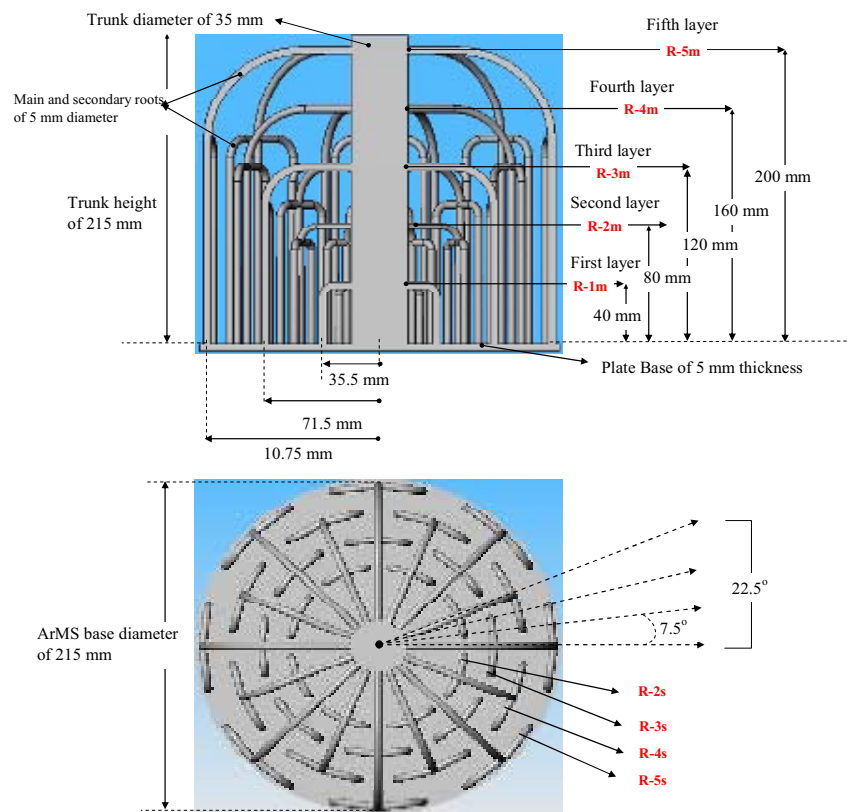 Trunk diameter of 35 mm
Fifth layer
R-5m
Main and secondary roots
of 5 mm diameter
Fourth layer
R-4m
Third layer
R-3m
200 mm
Trunk height
of 215 mm
160 mm
Second layer
R-2m
120 mm
First layer
R-1m
80 mm
40 mm
Plate Base of 5 mm thickness
35.5 mm
71.5 mm
10.75 mm
22.5°
7.5°
ArMS base diameter
of 215 mm
R-2s
R-3s
R-4s
R-5s